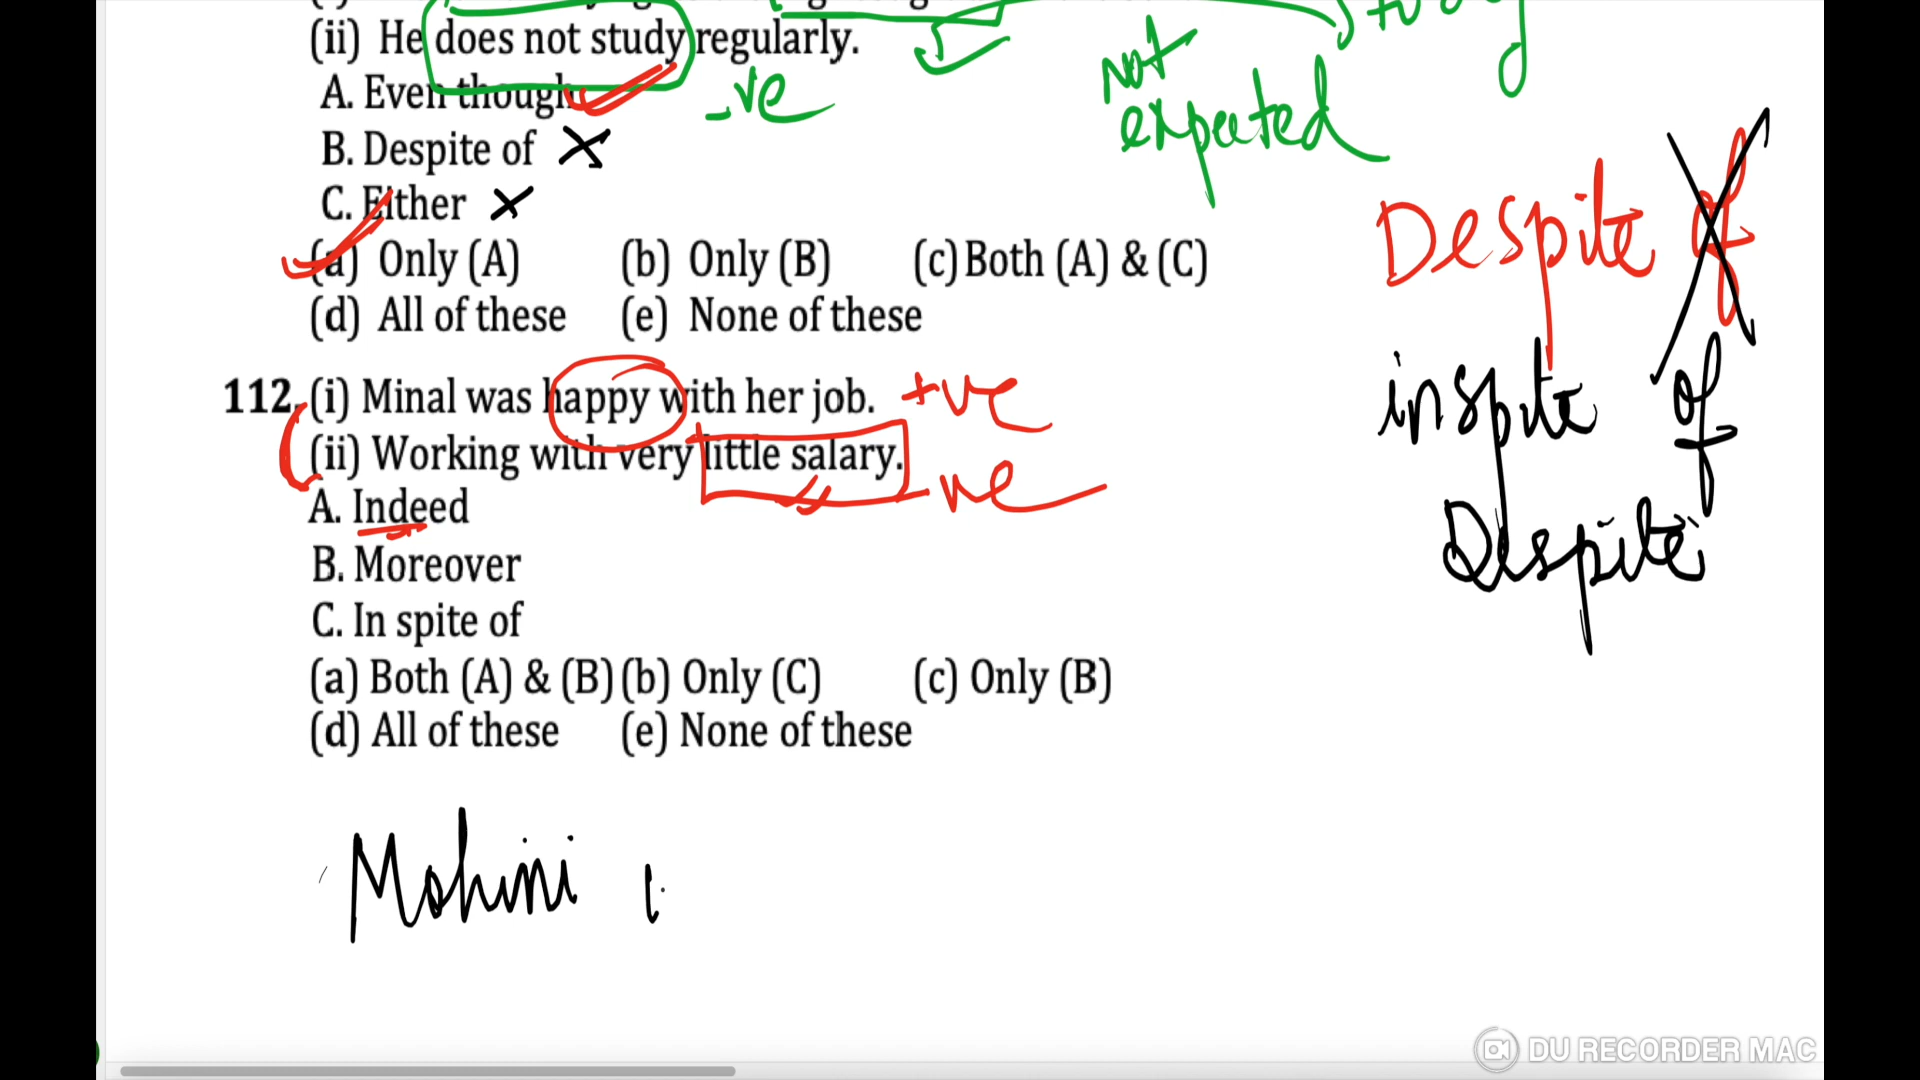 study
(ii) He does not study regularly.
not
expected
-ve
A. Even though
B. Despite of
C. Either
Despite of
(a) Only (A) (b) Only (B) (c) Both (A) & (C)
(d) All of these (e) None of these
inspite of
Despite
112. (i) Minal was happy with her job. +ve
(ii) Working with very little salary. -ve
A. Indeed
B. Moreover
C. In spite of
(a) Both (A) & (B) (b) Only (C) (c) Only (B)
(d) All of these (e) None of these
Mohini
DU RECORDER MAC